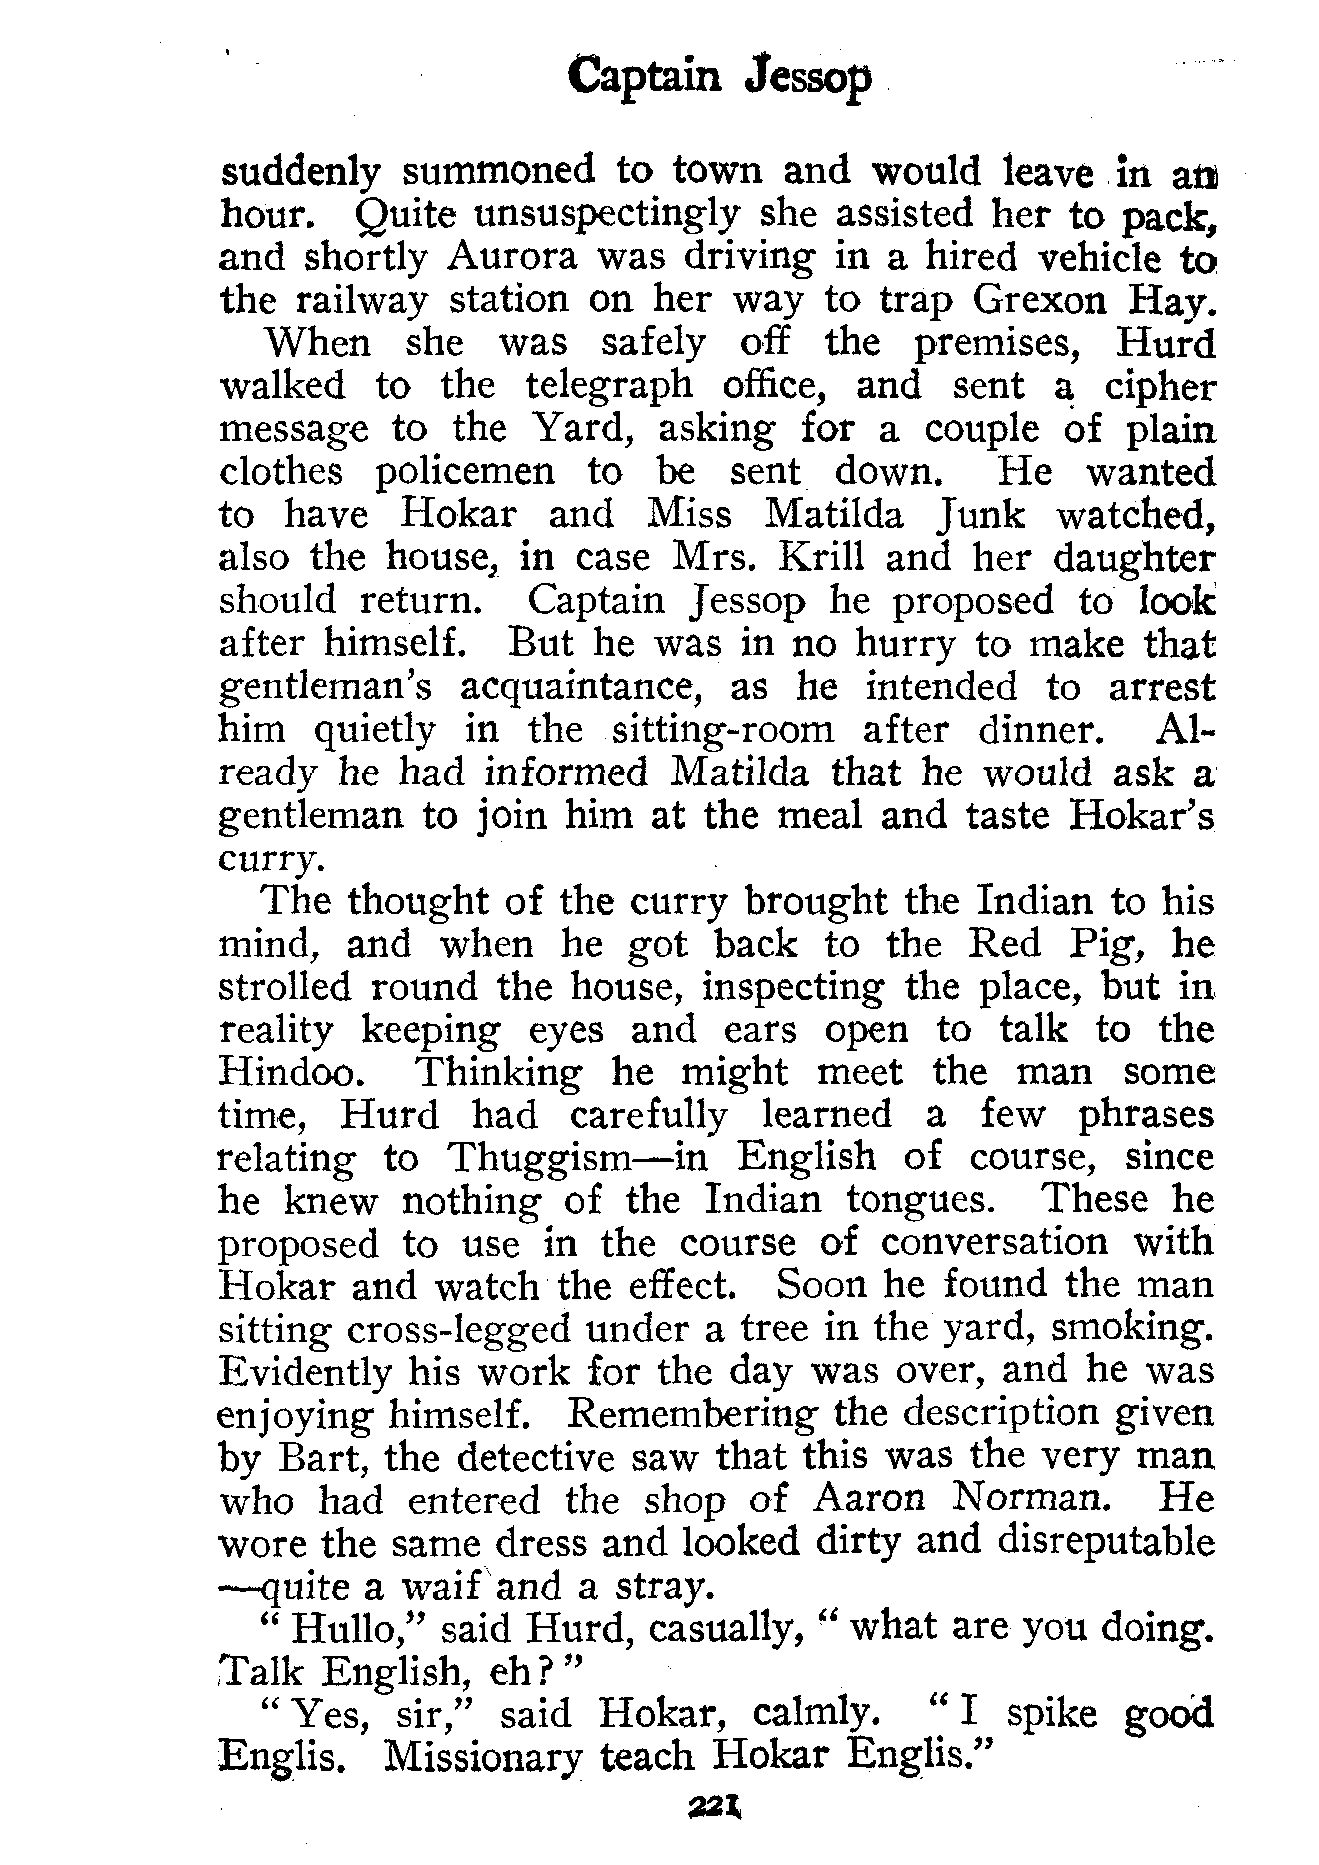 Captain Jessop
suddenly summoned to town and would leave in an
hour. Quite unsuspectingly she assisted her to pack,
and shortly Aurora was driving in a hired vehicle to
the railway station on her way to trap Grexon Hay.
When she was safely off the premises, Hurd
walked to the telegraph office, and sent a cipher
message to the Yard, asking for a couple of plain
clothes policemen to be sent down. He wanted
to have Hokar and Miss Matilda Junk watched,
also the house, in case Mrs. Krill and her daughter
should return. Captain Jessop he proposed to look
after himself. But he was in no hurry to make that
gentleman's acquaintance, as he intended to arrest
him quietly in the sitting-room after dinner. Al-
ready he had informed Matilda that he would ask a
gentleman to join him at the meal and taste Hokar's
curry.
The thought of the curry brought the Indian to his
mind, and when he got back to the Red Pig, he
strolled round the house, inspecting the place, but in
reality keeping eyes and ears open to talk to the
Hindoo. Thinking he might meet the man some
time, Hurd had carefully learned a few phrases
relating to Thuggism—in English of course, since
he knew nothing of the Indian tongues. These he
proposed to use in the course of conversation with
Hokar and watch the effect. Soon he found the man
sitting cross-legged under a tree in the yard, smoking.
Evidently his work for the day was over, and he was
enjoying himself. Remembering the description given
by Bart, the detective saw that this was the very man
who had entered the shop of Aaron Norman. He
wore the same dress and looked dirty and disreputable
—quite a waif and a stray.
"Hullo," said Hurd, casually, "what are you doing.
Talk English, eh?"
"Yes, sir," said Hokar, calmly. "I spike good
Englis. Missionary teach Hokar Englis."
221